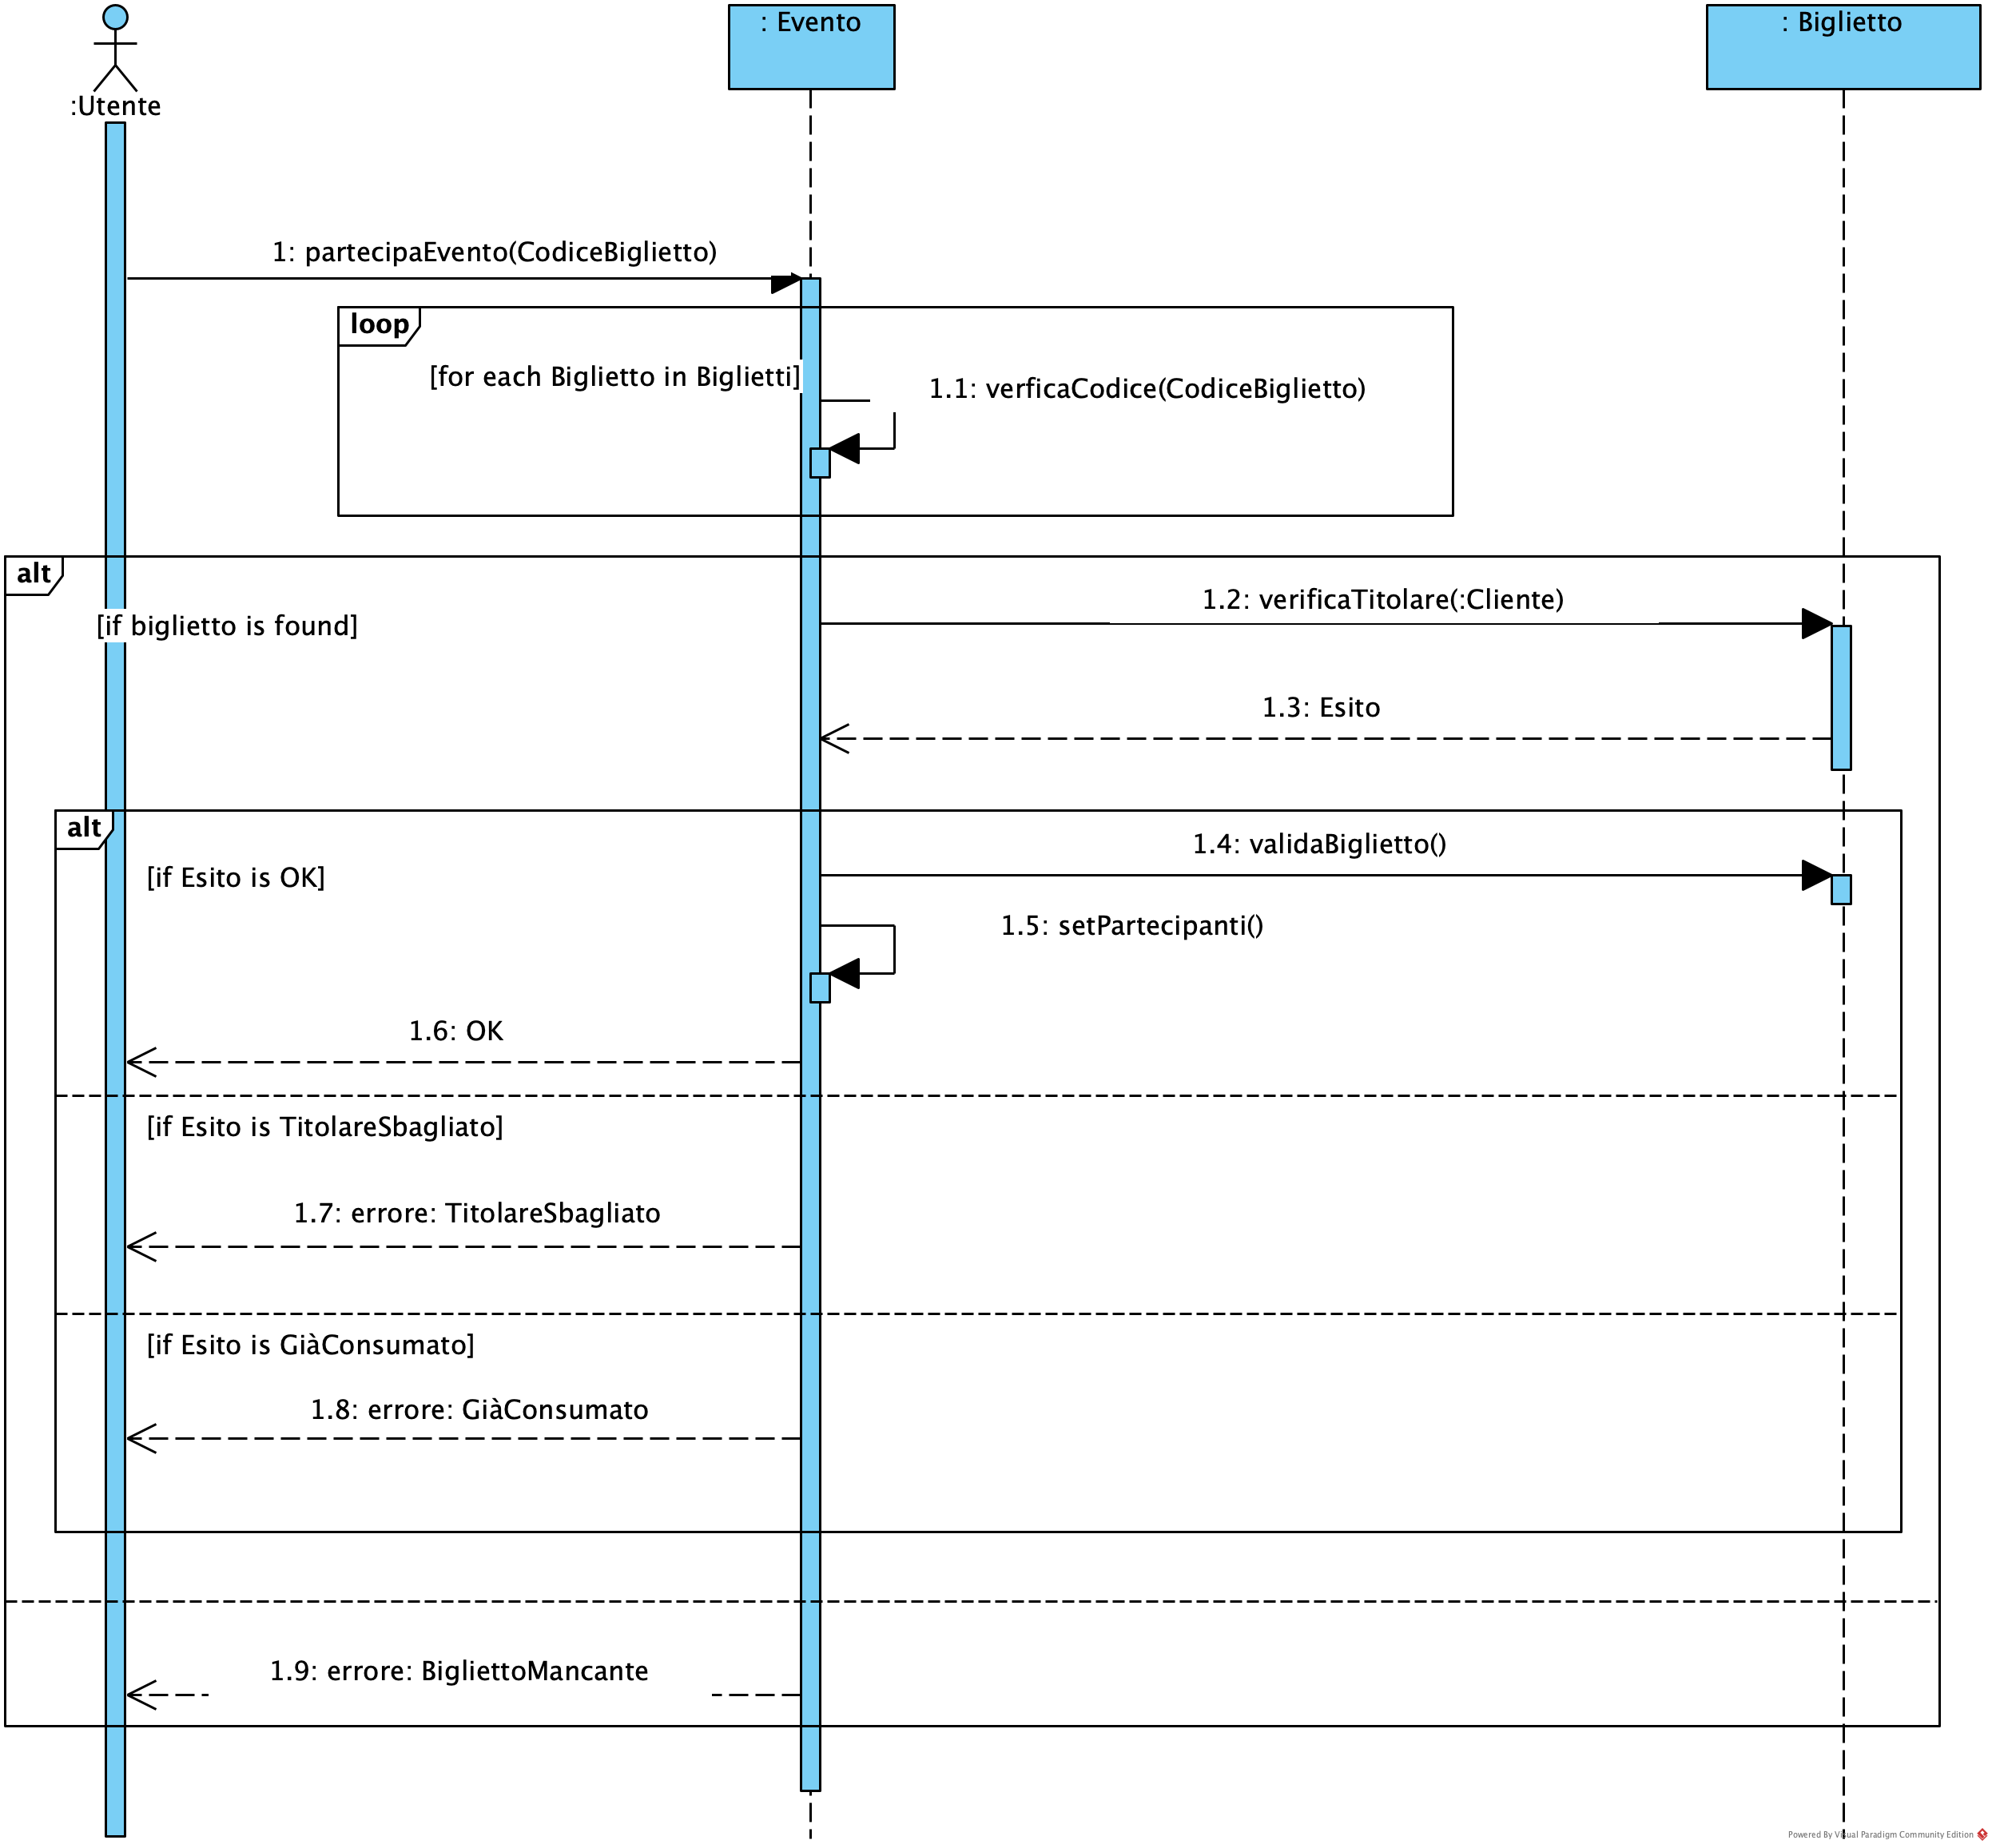 : Evento
: Biglietto
:Utente
1: partecipaEvento(CodiceBiglietto)
loop
[for each Biglietto in Biglietti]
1.1: verficaCodice(CodiceBiglietto)
alt
[if biglietto is found]
1.2: verificaTitolare(:Cliente)
1.3: Esito
alt
[if Esito is OK]
1.4: validaBiglietto()
1.5: setPartecipanti()
1.6: OK
[if Esito is TitolareSbagliato]
1.7: errore: TitolareSbagliato
[if Esito is GiàConsumato]
1.8: errore: GiàConsumato
1.9: errore: BigliettoMancante
Powered By Visual Paradigm Community Edition